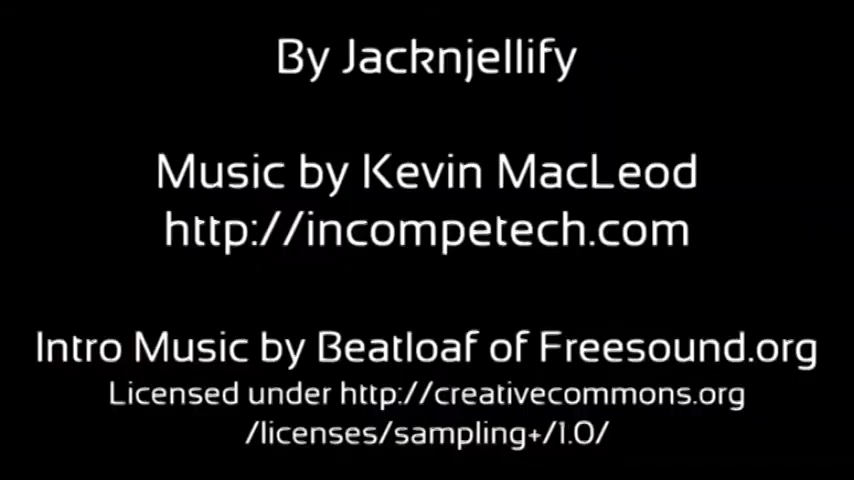 By Jacknjellify
Music by Kevin MacLeod
http://incompetech.com
Intro Music by Beatloaf of Freesound.org
Licensed under http://creativecommons.org
/licenses/sampling+/1.0/